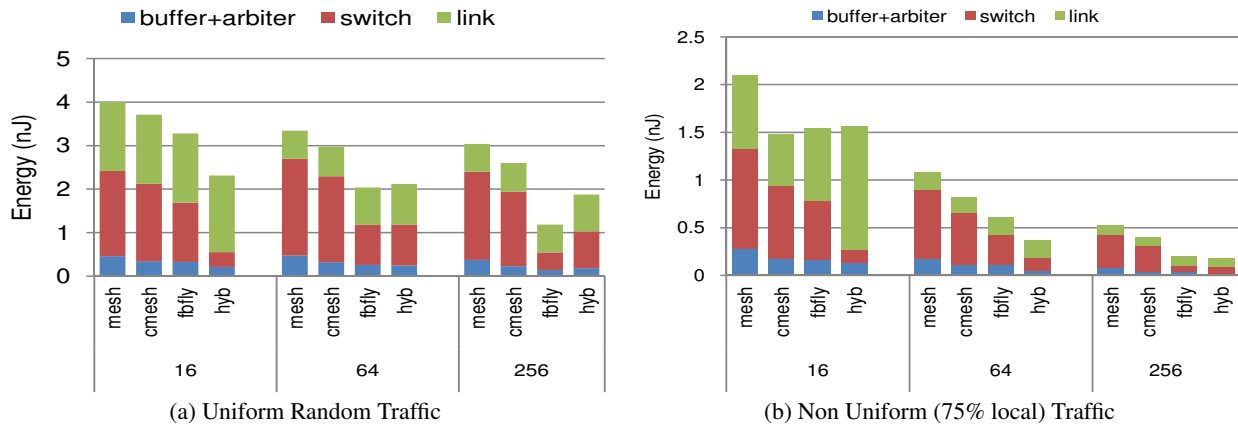 buffer+arbiter switch link
5
4
3
2
1
0
Energy (nJ)
mesh cmesh fbfly hyb mesh cmesh fbfly hyb mesh cmesh fbfly hyb
16 64 256
(a) Uniform Random Traffic
buffer+arbiter switch link
2.5
2
1.5
1
0.5
0
Energy (nJ)
mesh cmesh fbfly hyb mesh cmesh fbfly hyb mesh cmesh fbfly hyb
16 64 256
(b) Non Uniform (75% local) Traffic